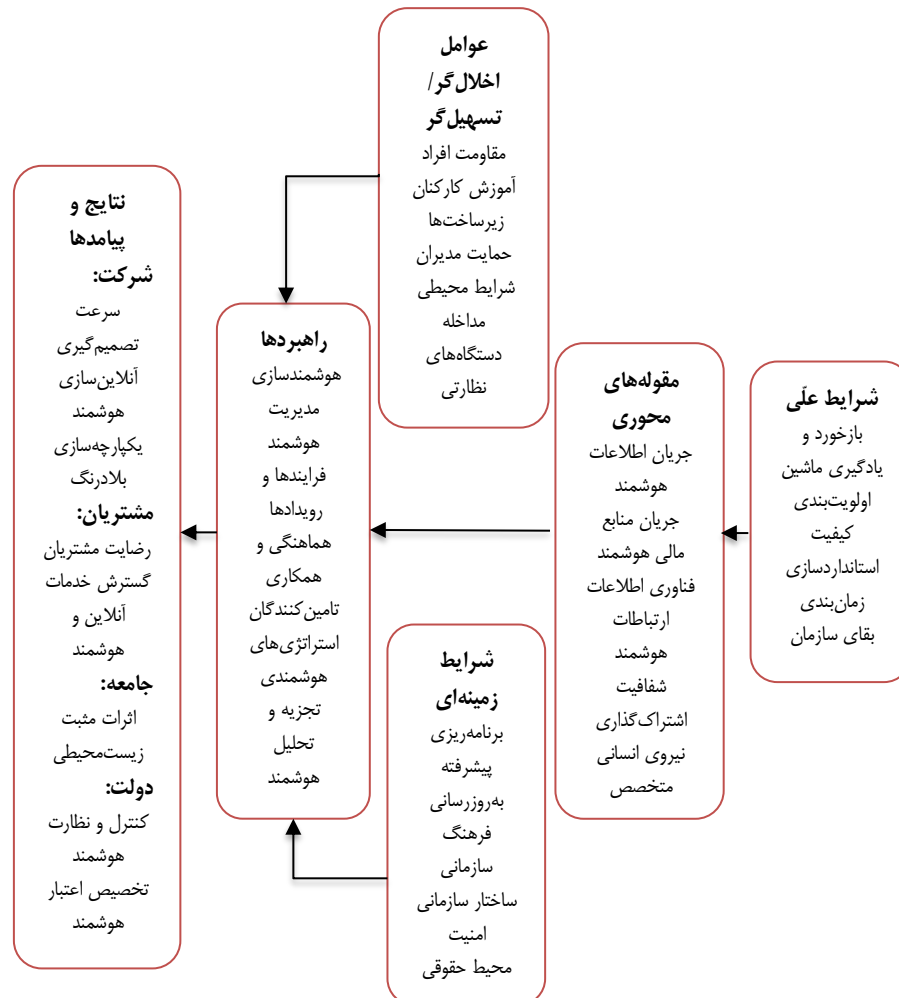 عوامل
اخلال‌گر/
تسهیل‌گر
مقاومت افراد
آموزش کارکنان
زیرساخت‌ها
حمایت مدیران
شرایط محیطی
مداخله
دستگاه‌های
نظارتی
شرایط علّی
بازخورد و
یادگیری ماشین
اولویت‌بندی
کیفیت
استانداردسازی
زمان‌بندی
بقای سازمان
مقوله‌های
محوری
جریان اطلاعات
هوشمند
جریان منابع
مالی هوشمند
فناوری اطلاعات
ارتباطات
هوشمند
شفافیت
اشتراک‌گذاری
نیروی انسانی
متخصص
شرایط
زمینه‌ای
برنامه‌ریزی
پیشرفته
به‌روزرسانی
فرهنگ
سازمانی
ساختار سازمانی
امنیت
محیط حقوقی
راهبردها
هوشمندسازی
مدیریت
هوشمند
فرایندها و
رویدادها
هماهنگی و
همکاری
تامین‌کنندگان
استراتژی‌های
هوشمندی
تجزیه و
تحلیل
هوشمند
نتایج و
پیامدها
شرکت:
سرعت
تصمیم‌گیری
آنلاین‌سازی
هوشمند
یکپارچه‌سازی
بلادرنگ
مشتریان:
رضایت مشتریان
گسترش خدمات
آنلاین و
هوشمند
جامعه:
اثرات مثبت
زیست‌محیطی
دولت:
کنترل و نظارت
هوشمند
تخصیص اعتبار
هوشمند